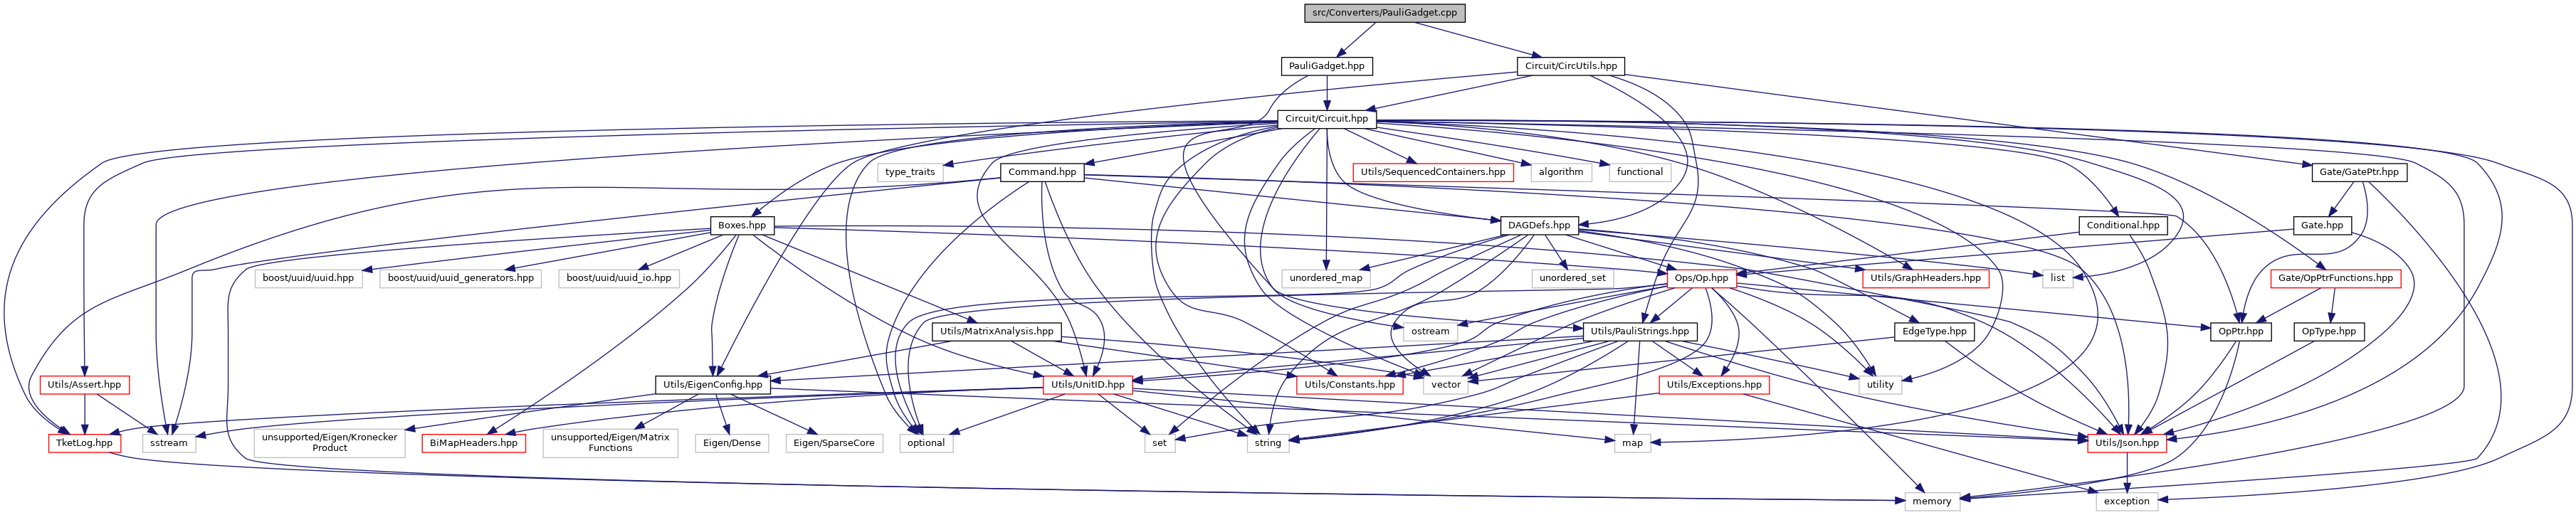 src/Converters/PauliGadget.cpp
PauliGadget.hpp
Circuit/CircUtils.hpp
Circuit/Circuit.hpp
type_traits
Command.hpp
Utils/SequencedContainers.hpp
algorithm
functional
Gate/GatePtr.hpp
Boxes.hpp
DAGDefs.hpp
Conditional.hpp
Gate.hpp
boost/uuid/uuid.hpp
boost/uuid/uuid_generators.hpp
boost/uuid/uuid_io.hpp
unordered_map
unordered_set
Ops/Op.hpp
Utils/GraphHeaders.hpp
list
Gate/OpPtrFunctions.hpp
Utils/MatrixAnalysis.hpp
ostream
Utils/PauliStrings.hpp
EdgeType.hpp
OpPtr.hpp
OpType.hpp
Utils/Assert.hpp
Utils/EigenConfig.hpp
Utils/UnitID.hpp
Utils/Constants.hpp
vector
Utils/Exceptions.hpp
utility
TketLog.hpp
sstream
unsupported/Eigen/Kronecker
Product
BiMapHeaders.hpp
unsupported/Eigen/Matrix
Functions
Eigen/Dense
Eigen/SparseCore
optional
set
string
map
Utils/Json.hpp
memory
exception